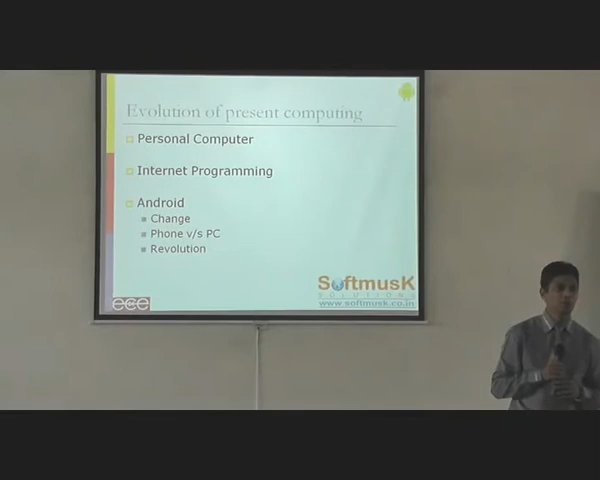 Evolution of present computing
Personal Computer
Internet Programming
Android
Change
Phone v/s PC
Revolution
SoftmusK
SOLUTIONS
www.softmusk.co.in
ece